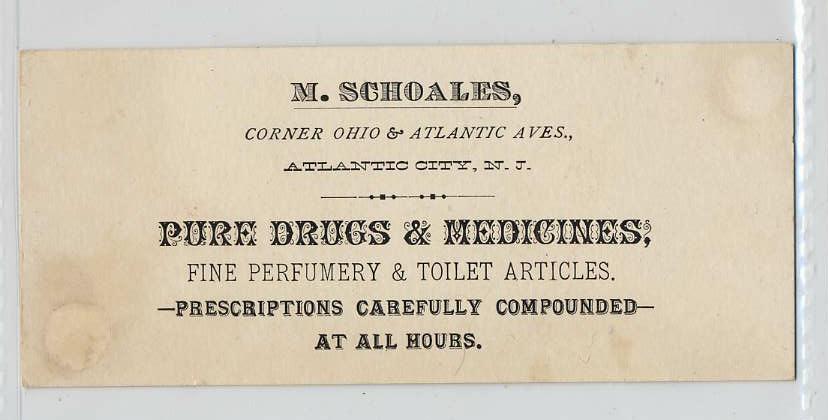 M. SCHOALES,
CORNER OHIO & ATLANTIC AVES.,
ATLANTIC CITY, N. J.
PURE DRUGS & MEDICINES,
FINE PERFUMERY & TOILET ARTICLES.
—PRESCRIPTIONS CAREFULLY COMPOUNDED—
AT ALL HOURS.